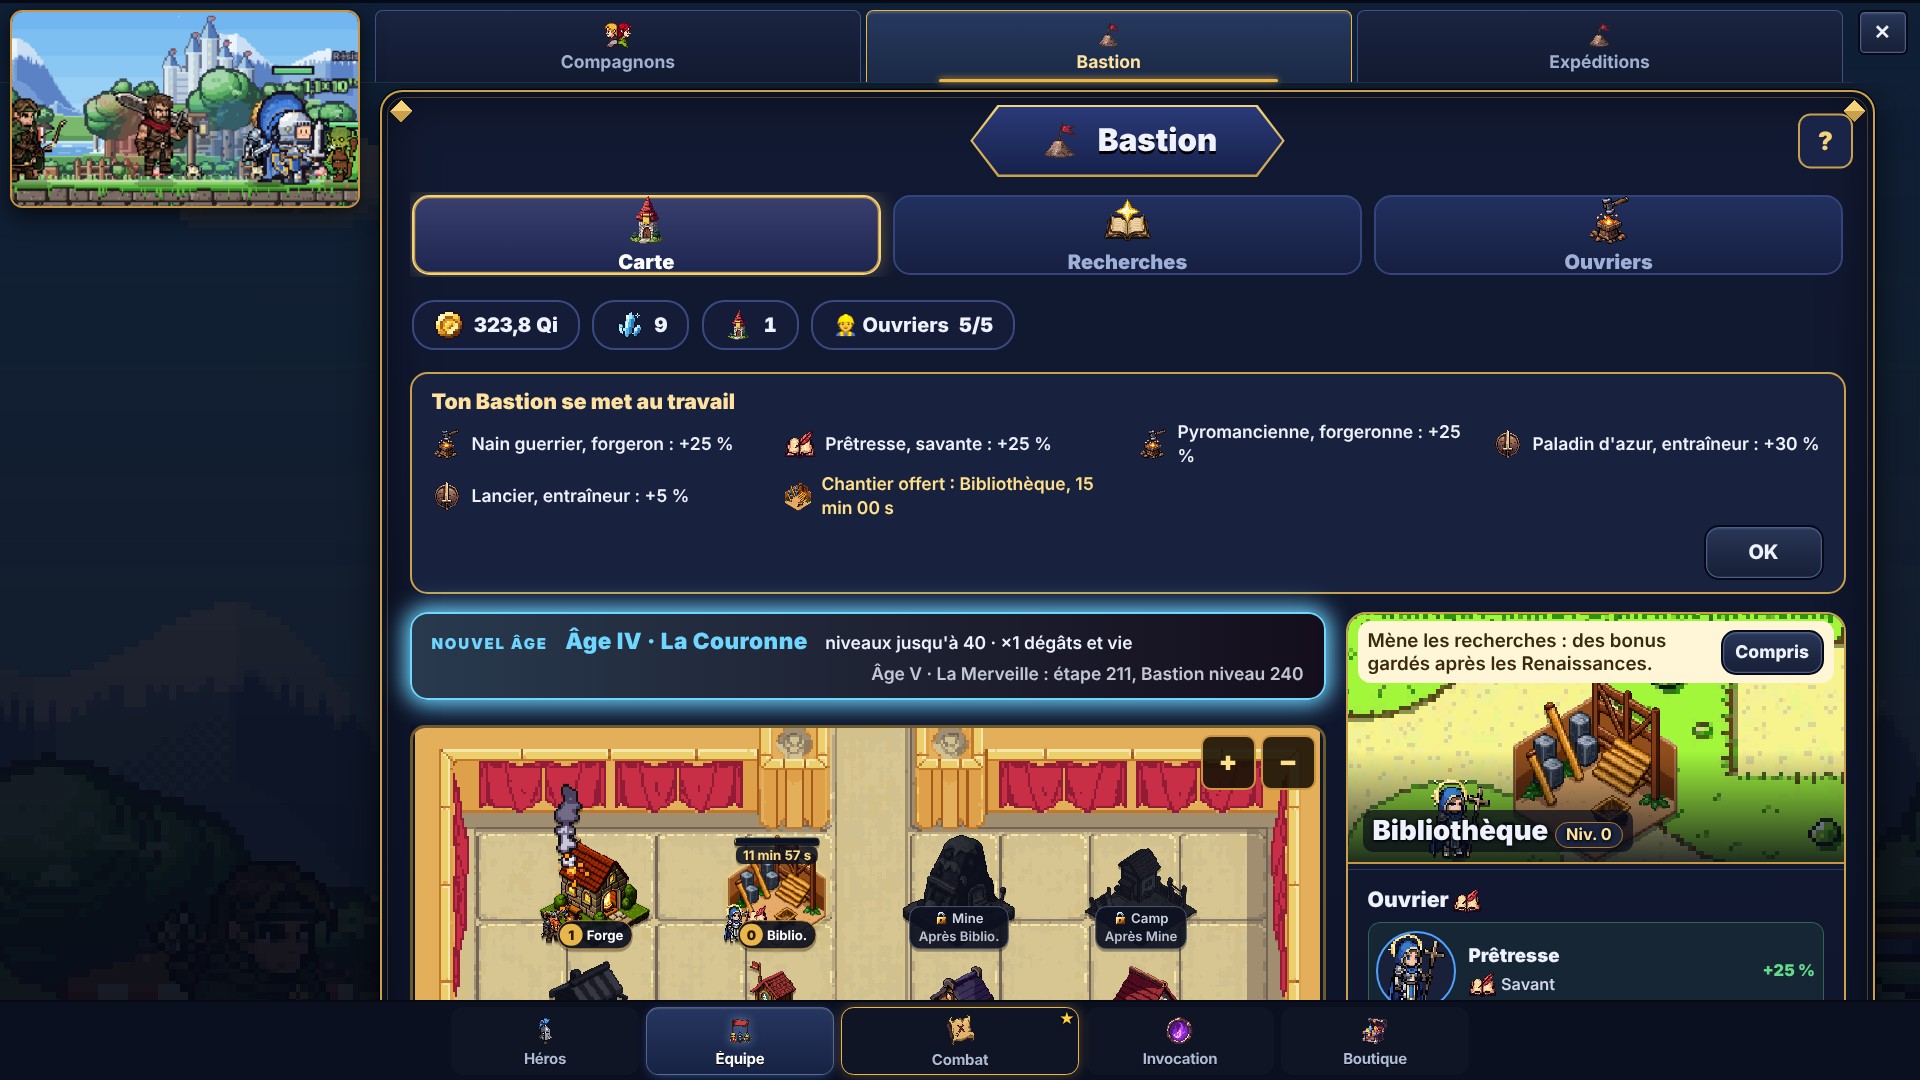 Compagnons
Bastion
Expéditions
×
Bastion
?
Carte
Recherches
Ouvriers
323,8 Qi
9
1
Ouvriers 5/5
Ton Bastion se met au travail
Nain guerrier, forgeron : +25 %
Prêtresse, savante : +25 %
Pyromancienne, forgeronne : +25
%
Paladin d'azur, entraîneur : +30 %
Lancier, entraîneur : +5 %
Chantier offert : Bibliothèque, 15
min 00 s
OK
NOUVEL ÂGE Âge IV · La Couronne niveaux jusqu'à 40 · ×1 dégâts et vie
Âge V · La Merveille : étape 211, Bastion niveau 240
Mène les recherches : des bonus
gardés après les Renaissances.
Compris
+
−
Bibliothèque Niv. 0
11 min 57 s
1 Forge
0 Biblio.
Mine
Après Biblio.
Camp
Après Mine
Ouvrier
Prêtresse
Savant
+25 %
Héros
Équipe
Combat
Invocation
Boutique